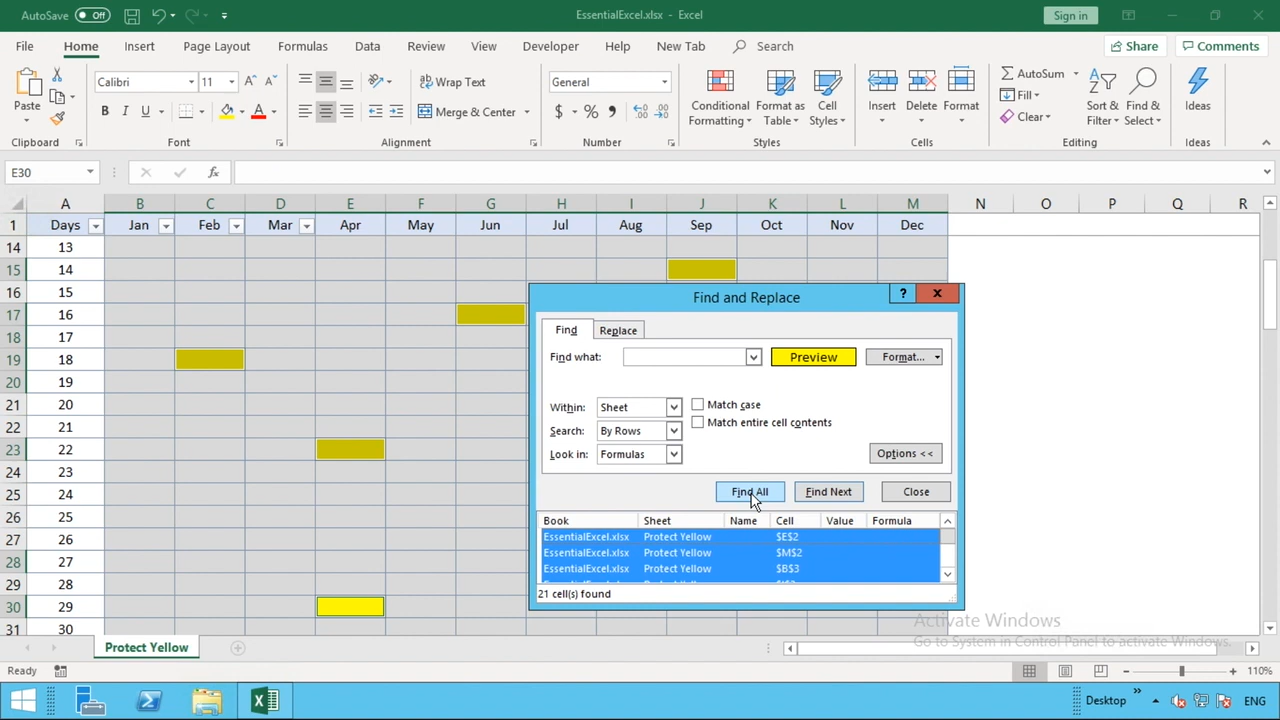 AutoSave Off EssentialExcel.xlsx - Excel Sign in
File Home Insert Page Layout Formulas Data Review View Developer Help New Tab Search Share Comments
Paste Calibri 11 A A Wrap Text General Conditional Formatting Format as Table Cell Styles Insert Delete Format AutoSum Sort & Filter Find & Select Ideas
B I U A Merge & Center $ % , Fill
Clear
Clipboard Font Alignment Number Styles Cells Editing Ideas
E30 fx
A B C D E F G H I J K L M N O P Q R
1 Days Jan Feb Mar Apr May Jun Jul Aug Sep Oct Nov Dec
14 13
15 14
16 15
17 16
18 17
19 18
20 19
21 20
22 21
23 22
24 23
25 24
26 25
27 26
28 27
29 28
30 29
31 30
Find and Replace ?
Find Replace
Find what: Preview Format...
Within: Sheet Match case
Search: By Rows Match entire cell contents
Look in: Formulas Options <<
Find All Find Next Close
Book Sheet Name Cell Value Formula
EssentialExcel.xlsx Protect Yellow $E$2
EssentialExcel.xlsx Protect Yellow $M$2
EssentialExcel.xlsx Protect Yellow $B$3
21 cell(s) found
Activate Windows
Go to System in Control Panel to activate Windows.
Protect Yellow
Ready 110%
Desktop ENG